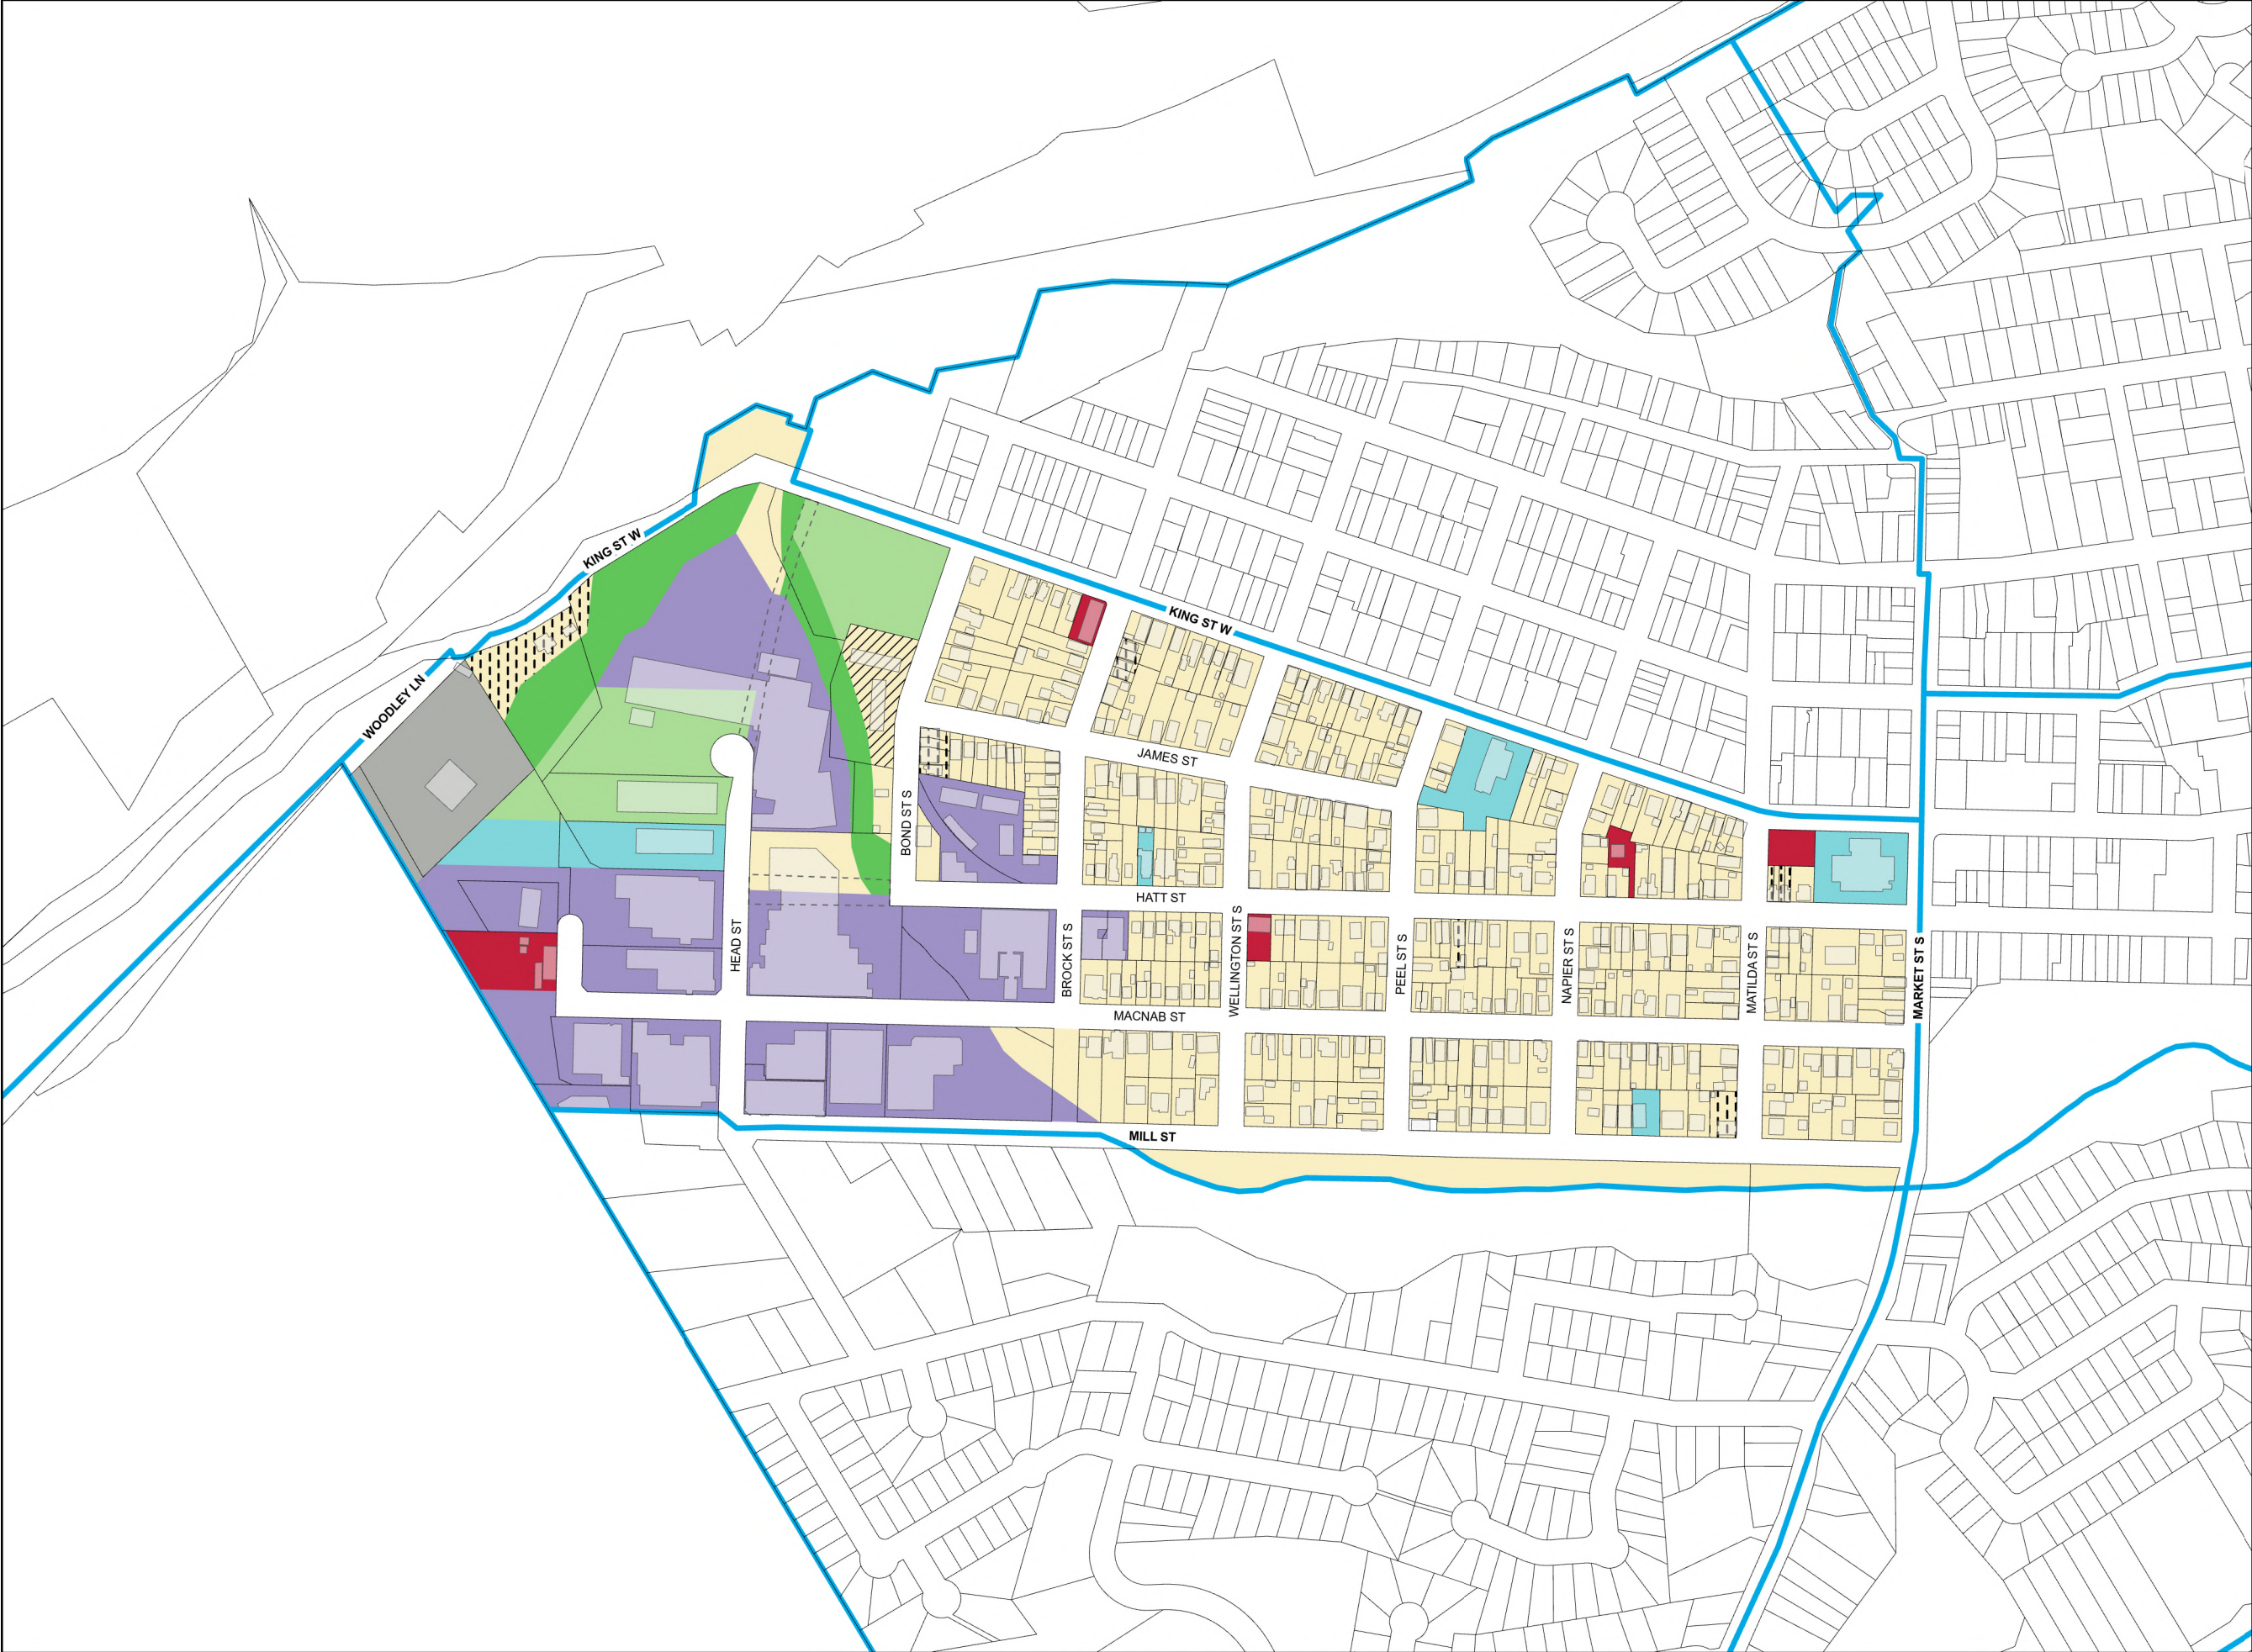 KING ST W
KING ST W
WOODLEY LN
JAMES ST
BOND ST S
HATT ST
HEAD ST
BROCK ST S
WELLINGTON ST S
PEEL ST S
NAPIER ST S
MATILDA ST S
MARKET ST S
MACNAB ST
MILL ST